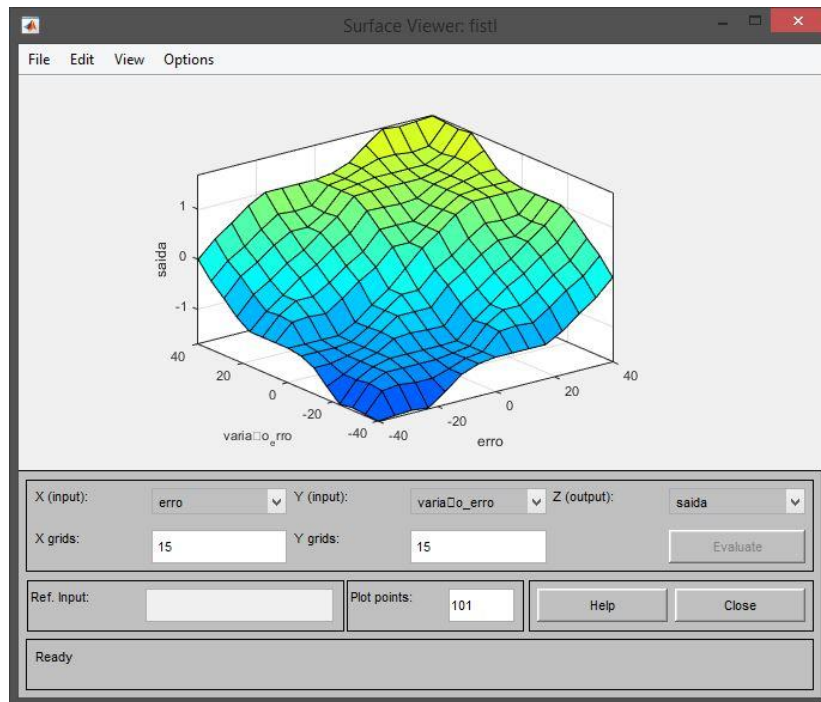 Surface Viewer: fistl
File Edit View Options
1
0
-1
saida
40
20
0
-20
-40
varia□o_erro
-40
-20
0
20
40
erro
X (input): erro Y (input): varia□o_erro Z (output): saida
X grids: 15 Y grids: 15 Evaluate
Ref. Input: Plot points: 101 Help Close
Ready